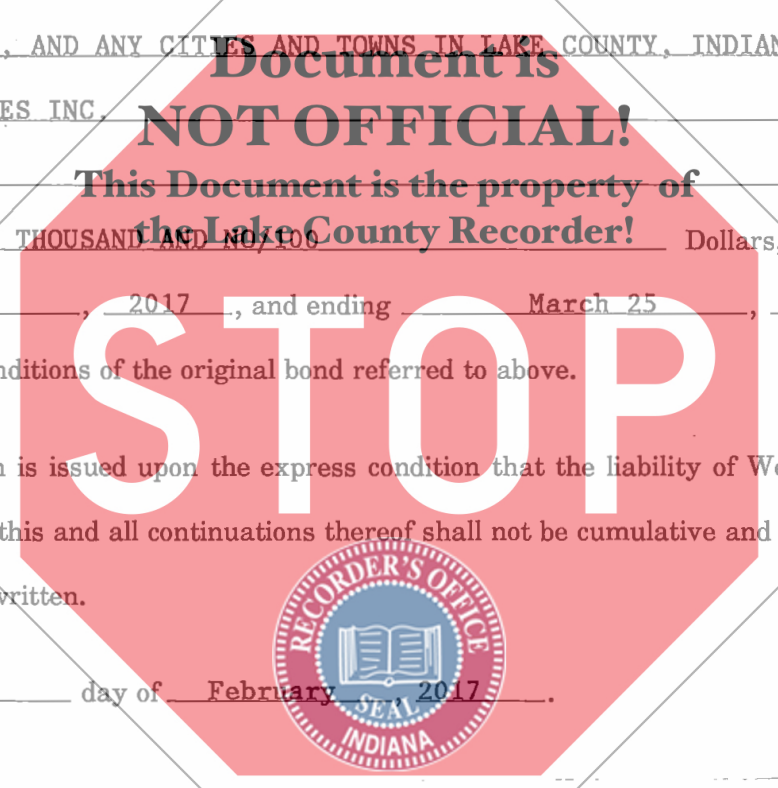 , AND ANY CITIES AND TOWNS IN LAKE COUNTY, INDIAN
Document is
ES INC.
NOT OFFICIAL!
This Document is the property of
the Lake County Recorder!
THOUSAND AND NO/100 Dollars,
, 2017 , and ending March 25 ,
STOP
nditions of the original bond referred to above.
n is issued upon the express condition that the liability of We
this and all continuations thereof shall not be cumulative and
written.
RECORDER'S OFFICE
SEAL
INDIANA
day of February , 2017 .